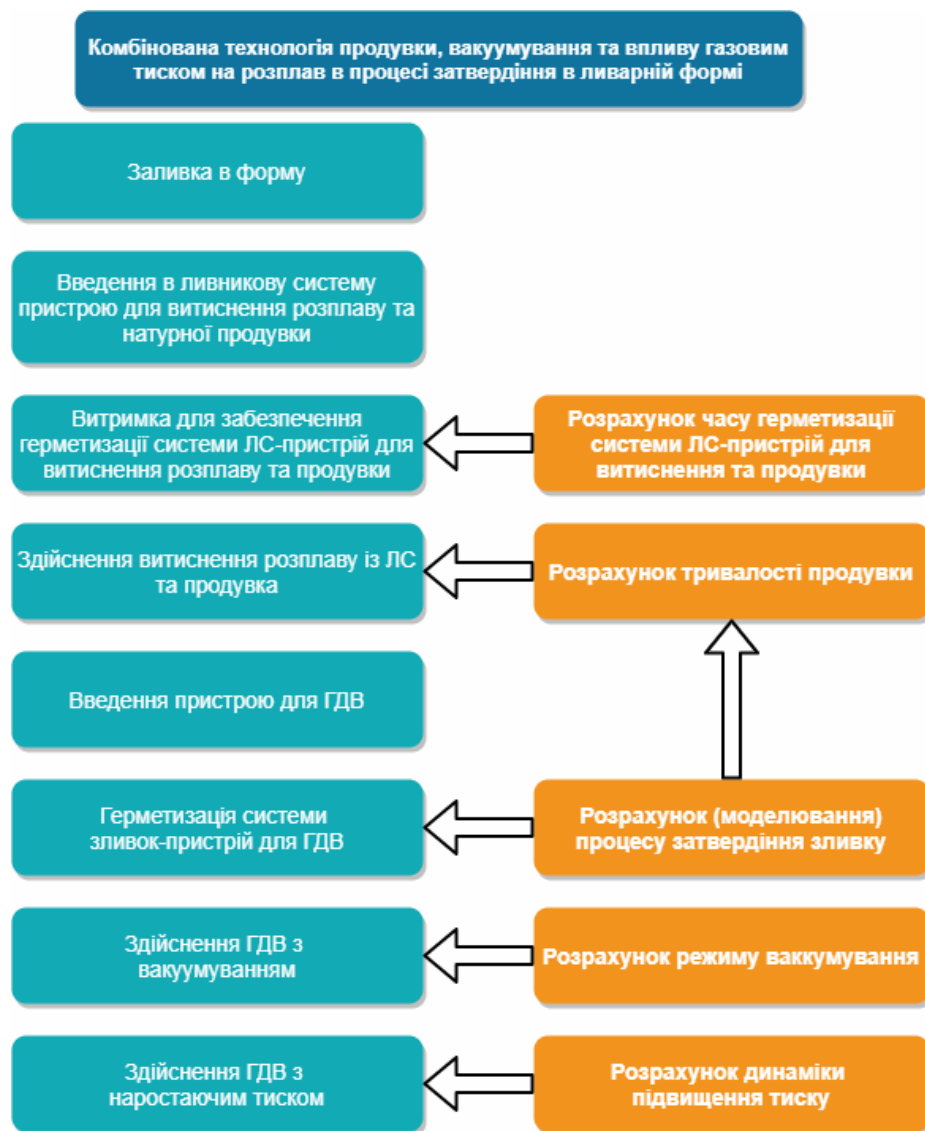 Комбінована технологія продувки, вакуумування та впливу газовим
тиском на розплав в процесі затвердіння в ливарній формі
Заливка в форму
Введення в ливникову систему
пристрою для витиснення розплаву та
натурної продувки
Витримка для забезпечення
герметизації системи ЛС-пристрій для
витиснення розплаву та продувки
Розрахунок часу герметизації
системи ЛС-пристрій для
витиснення та продувки
Здійснення витиснення розплаву із ЛС
та продувка
Розрахунок тривалості продувки
Введення пристрою для ГДВ
Герметизація системи
зливок-пристрій для ГДВ
Розрахунок (моделювання)
процесу затвердіння зливку
Здійснення ГДВ з
вакуумуванням
Розрахунок режиму ваккумування
Здійснення ГДВ з
наростаючим тиском
Розрахунок динаміки
підвищення тиску